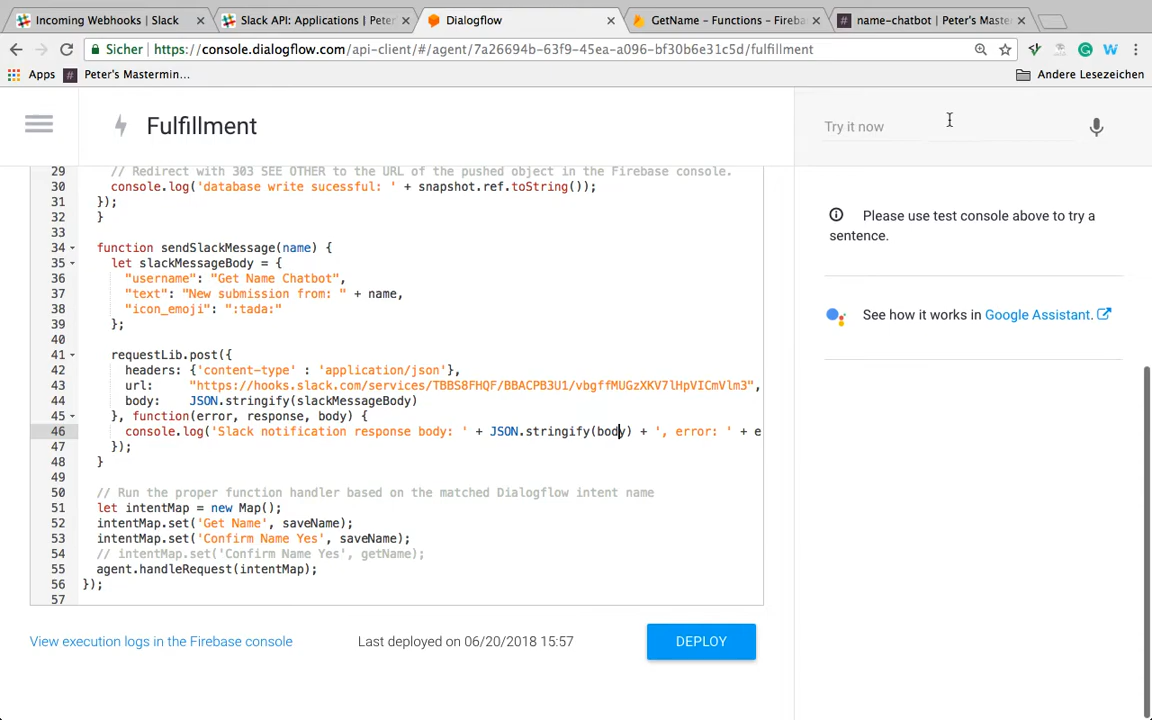 Incoming Webhooks | Slack
Slack API: Applications | Peter
Dialogflow
GetName – Functions – Fireba
name-chatbot | Peter's Maste
Sicher
https://console.dialogflow.com/api-client/#/agent/7a26694b-63f9-45ea-a096-bf30b6e31c5d/fulfillment
Apps
Peter's Mastermin...
Andere Lesezeichen
Fulfillment
Try it now
29 // Redirect with 303 SEE OTHER to the URL of the pushed object in the Firebase console.
30 console.log('database write sucessful: ' + snapshot.ref.toString());
31 });
32 }
33
34 function sendSlackMessage(name) {
35 let slackMessageBody = {
36 "username": "Get Name Chatbot",
37 "text": "New submission from: " + name,
38 "icon_emoji": ":tada:"
39 };
40
41 requestLib.post({
42 headers: {'content-type' : 'application/json'},
43 url: "https://hooks.slack.com/services/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",
44 body: JSON.stringify(slackMessageBody)
45 }, function(error, response, body) {
46 console.log('Slack notification response body: ' + JSON.stringify(body) + ', error: ' + e
47 });
48 }
49
50 // Run the proper function handler based on the matched Dialogflow intent name
51 let intentMap = new Map();
52 intentMap.set('Get Name', saveName);
53 intentMap.set('Confirm Name Yes', saveName);
54 // intentMap.set('Confirm Name Yes', getName);
55 agent.handleRequest(intentMap);
56 });
57
Please use test console above to try a
sentence.
See how it works in Google Assistant.
View execution logs in the Firebase console
Last deployed on 06/20/2018 15:57
DEPLOY